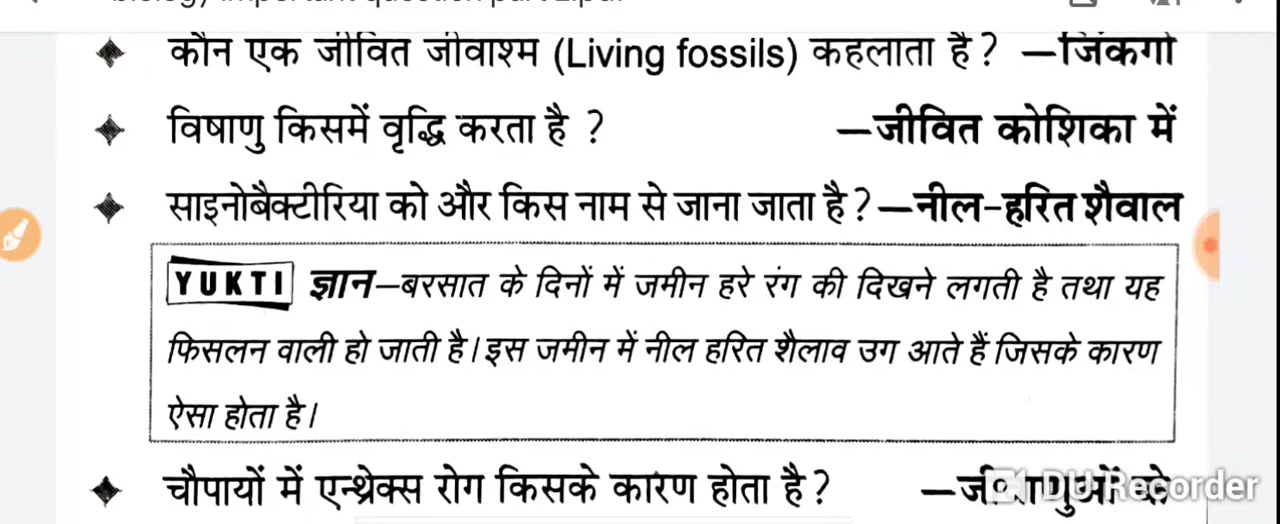 ◆ कौन एक जीवित जीवाश्म (Living fossils) कहलाता है? —जिंकगो
◆ विषाणु किसमें वृद्धि करता है ? —जीवित कोशिका में
◆ साइनोबैक्टीरिया को और किस नाम से जाना जाता है?—नील-हरित शैवाल
YUKTI ज्ञान—बरसात के दिनों में जमीन हरे रंग की दिखने लगती है तथा यह
फिसलन वाली हो जाती है। इस जमीन में नील हरित शैलाव उग आते हैं जिसके कारण
ऐसा होता है।
◆ चौपायों में एन्थ्रेक्स रोग किसके कारण होता है? —जीवाणुओं के
DU Recorder